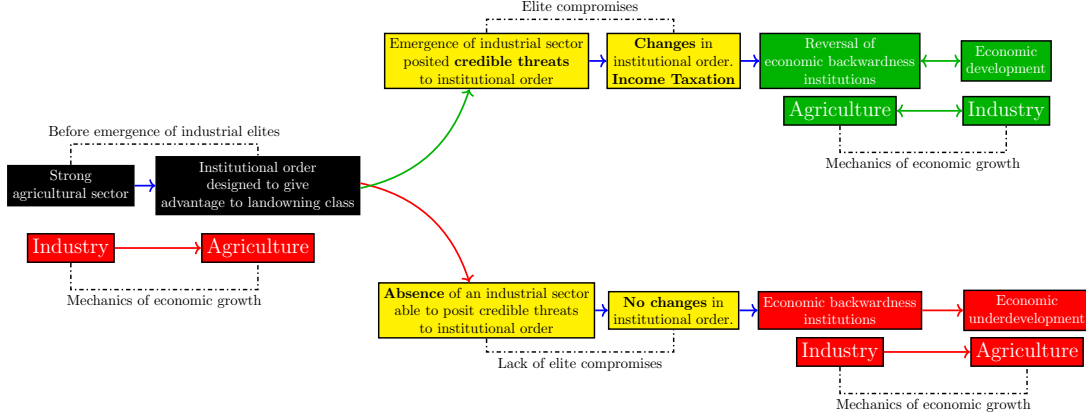 Elite compromises
Emergence of industrial sector
posited credible threats
to institutional order
Changes in
institutional order.
Income Taxation
Reversal of
economic backwardness
institutions
Economic
development
Agriculture
Industry
Mechanics of economic growth
Before emergence of industrial elites
Strong
agricultural sector
Institutional order
designed to give
advantage to landowning class
Industry
Agriculture
Mechanics of economic growth
Absence of an industrial sector
able to posit credible threats
to institutional order
No changes in
institutional order.
Lack of elite compromises
Economic backwardness
institutions
Economic
underdevelopment
Industry
Agriculture
Mechanics of economic growth